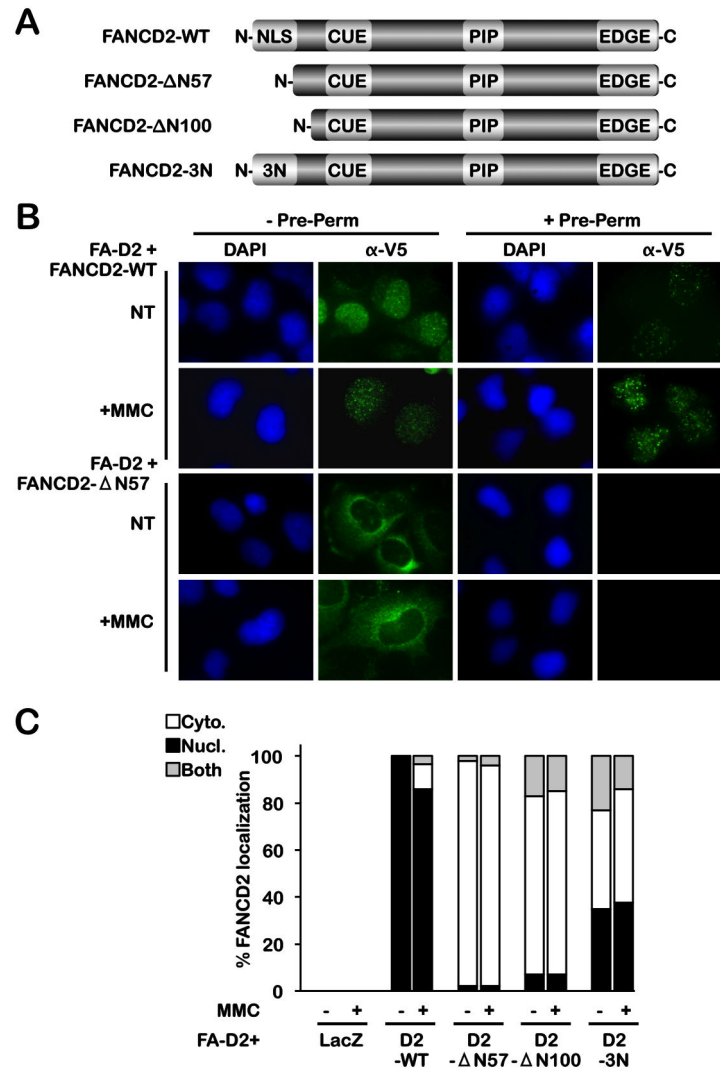 A
FANCD2-WT N- NLS CUE PIP EDGE -C
FANCD2-ΔN57 N- CUE PIP EDGE -C
FANCD2-ΔN100 N- CUE PIP EDGE -C
FANCD2-3N N- 3N CUE PIP EDGE -C
B
- Pre-Perm + Pre-Perm
FA-D2 + DAPI α-V5 DAPI α-V5
FANCD2-WT
NT
+MMC
FA-D2 +
FANCD2-ΔN57
NT
+MMC
C
Cyto.
Nucl.
Both
% FANCD2 localization
100
80
60
40
20
0
MMC - + - + - + - + - +
FA-D2+ LacZ D2 D2 D2 D2
-WT -ΔN57 -ΔN100 -3N